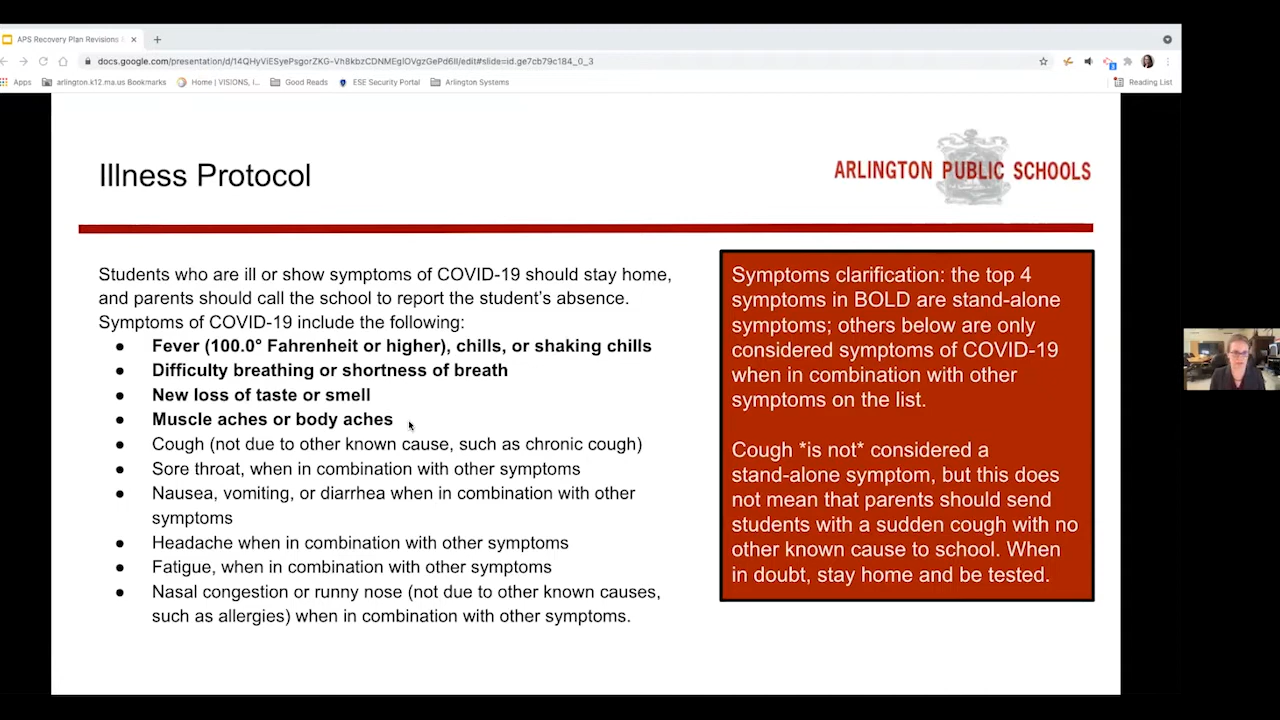 APS Recovery Plan Revisions
docs.google.com/presentation/d/14QHyViESyePsgorZKG-Vh8kbzCDNMEglOVgzGePd6lI/edit#slide=id.ge7cb79c184_0_3
Apps arlington.k12.ma.us Bookmarks Home | VISIONS, I... Good Reads ESE Security Portal Arlington Systems Reading List
Illness Protocol
ARLINGTON PUBLIC SCHOOLS
Students who are ill or show symptoms of COVID-19 should stay home,
and parents should call the school to report the student's absence.
Symptoms of COVID-19 include the following:
● Fever (100.0° Fahrenheit or higher), chills, or shaking chills
● Difficulty breathing or shortness of breath
● New loss of taste or smell
● Muscle aches or body aches
● Cough (not due to other known cause, such as chronic cough)
● Sore throat, when in combination with other symptoms
● Nausea, vomiting, or diarrhea when in combination with other
symptoms
● Headache when in combination with other symptoms
● Fatigue, when in combination with other symptoms
● Nasal congestion or runny nose (not due to other known causes,
such as allergies) when in combination with other symptoms.
Symptoms clarification: the top 4
symptoms in BOLD are stand-alone
symptoms; others below are only
considered symptoms of COVID-19
when in combination with other
symptoms on the list.
Cough *is not* considered a
stand-alone symptom, but this does
not mean that parents should send
students with a sudden cough with no
other known cause to school. When
in doubt, stay home and be tested.